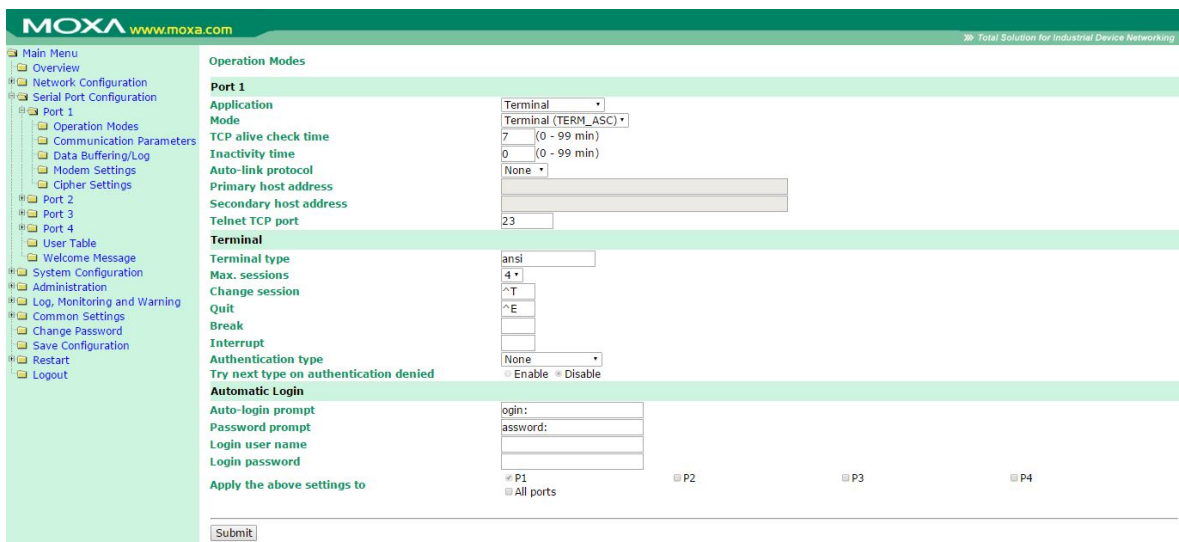 MOXA www.moxa.com
Total Solution for Industrial Device Networking
Main Menu
Overview
Network Configuration
Serial Port Configuration
Port 1
Operation Modes
Communication Parameters
Data Buffering/Log
Modem Settings
Cipher Settings
Port 2
Port 3
Port 4
User Table
Welcome Message
System Configuration
Administration
Log, Monitoring and Warning
Common Settings
Change Password
Save Configuration
Restart
Logout
Operation Modes
Port 1
Application Terminal
Mode Terminal (TERM_ASC)
TCP alive check time 7 (0 - 99 min)
Inactivity time 0 (0 - 99 min)
Auto-link protocol None
Primary host address
Secondary host address
Telnet TCP port 23
Terminal
Terminal type ansi
Max. sessions 4
Change session ^T
Quit ^E
Break
Interrupt
Authentication type None
Try next type on authentication denied Enable Disable
Automatic Login
Auto-login prompt ogin:
Password prompt assword:
Login user name
Login password
Apply the above settings to P1 P2 P3 P4
All ports
Submit